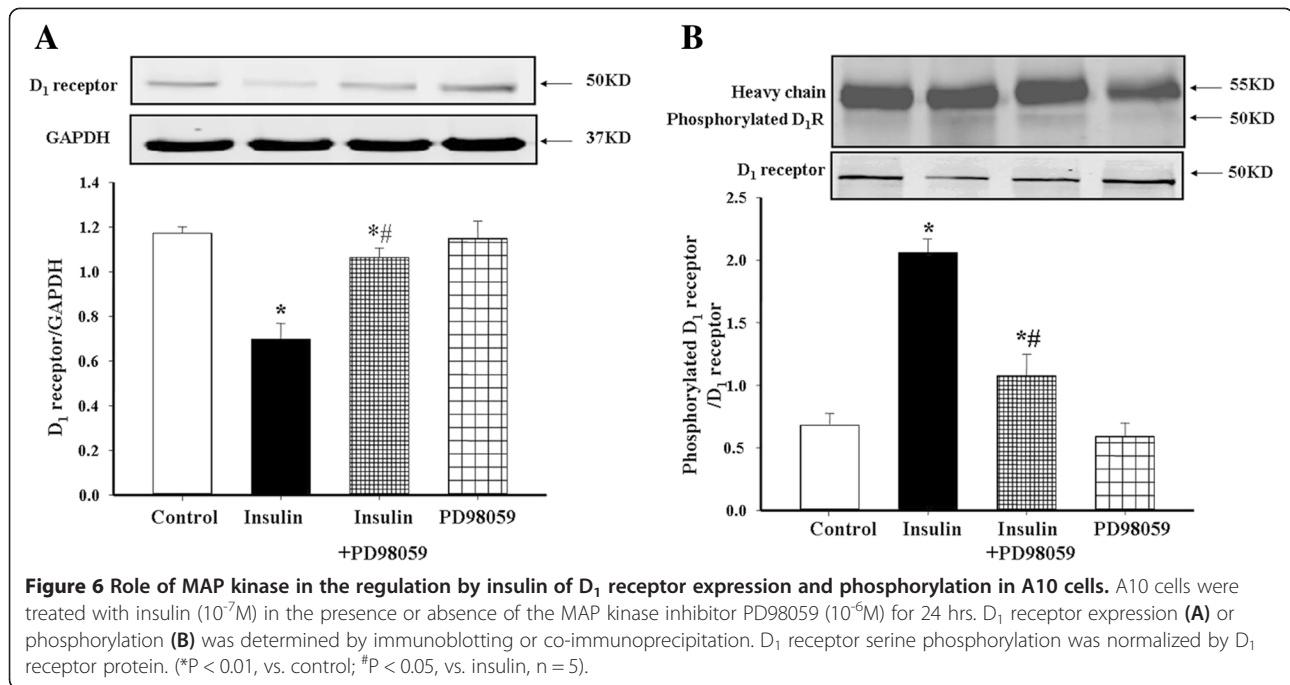 A
D₁ receptor
50KD
GAPDH
37KD
D₁ receptor/GAPDH
1.4
1.2
1.0
0.8
0.6
0.4
0.2
0.0
*
*#
Control
Insulin
Insulin
+PD98059
PD98059
B
Heavy chain
55KD
Phosphorylated D₁R
50KD
D₁ receptor
50KD
Phosphorylated D₁ receptor
/D₁ receptor
2.5
2.0
1.5
1.0
0.5
0.0
*
*#
Control
Insulin
Insulin
+PD98059
PD98059
Figure 6 Role of MAP kinase in the regulation by insulin of D₁ receptor expression and phosphorylation in A10 cells. A10 cells were
treated with insulin (10⁻⁷M) in the presence or absence of the MAP kinase inhibitor PD98059 (10⁻⁶M) for 24 hrs. D₁ receptor expression (A) or
phosphorylation (B) was determined by immunoblotting or co-immunoprecipitation. D₁ receptor serine phosphorylation was normalized by D₁
receptor protein. (*P < 0.01, vs. control; #P < 0.05, vs. insulin, n = 5).